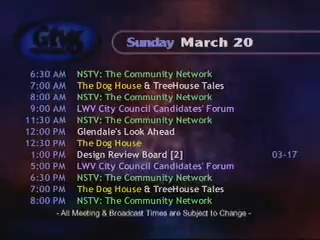 GTV6
Sunday March 20
6:30 AM NSTV: The Community Network
7:00 AM The Dog House & TreeHouse Tales
8:00 AM NSTV: The Community Network
9:00 AM LWV City Council Candidates' Forum
11:30 AM NSTV: The Community Network
12:00 PM Glendale's Look Ahead
12:30 PM The Dog House
1:00 PM Design Review Board [2] 03-17
5:00 PM LWV City Council Candidates' Forum
6:30 PM NSTV: The Community Network
7:00 PM The Dog House & TreeHouse Tales
8:00 PM NSTV: The Community Network
- All Meeting & Broadcast Times are Subject to Change -